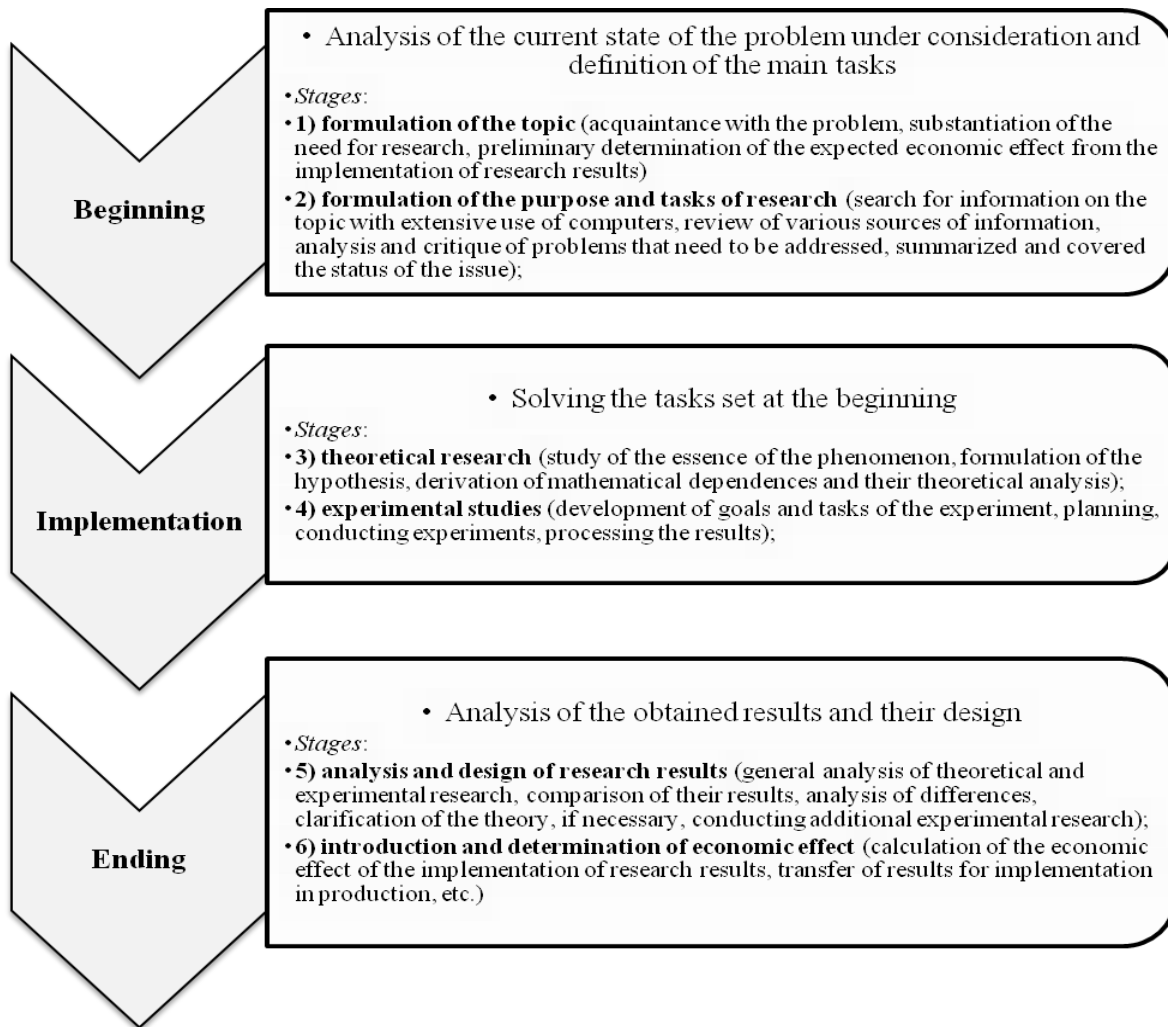 Beginning
• Analysis of the current state of the problem under consideration and
definition of the main tasks
•Stages:
•1) formulation of the topic (acquaintance with the problem, substantiation of the
need for research, preliminary determination of the expected economic effect from the
implementation of research results)
•2) formulation of the purpose and tasks of research (search for information on the
topic with extensive use of computers, review of various sources of information,
analysis and critique of problems that need to be addressed, summarized and covered
the status of the issue);
Implementation
• Solving the tasks set at the beginning
•Stages:
•3) theoretical research (study of the essence of the phenomenon, formulation of the
hypothesis, derivation of mathematical dependences and their theoretical analysis);
•4) experimental studies (development of goals and tasks of the experiment, planning,
conducting experiments, processing the results);
Ending
• Analysis of the obtained results and their design
•Stages:
•5) analysis and design of research results (general analysis of theoretical and
experimental research, comparison of their results, analysis of differences,
clarification of the theory, if necessary, conducting additional experimental research);
•6) introduction and determination of economic effect (calculation of the economic
effect of the implementation of research results, transfer of results for implementation
in production, etc.)